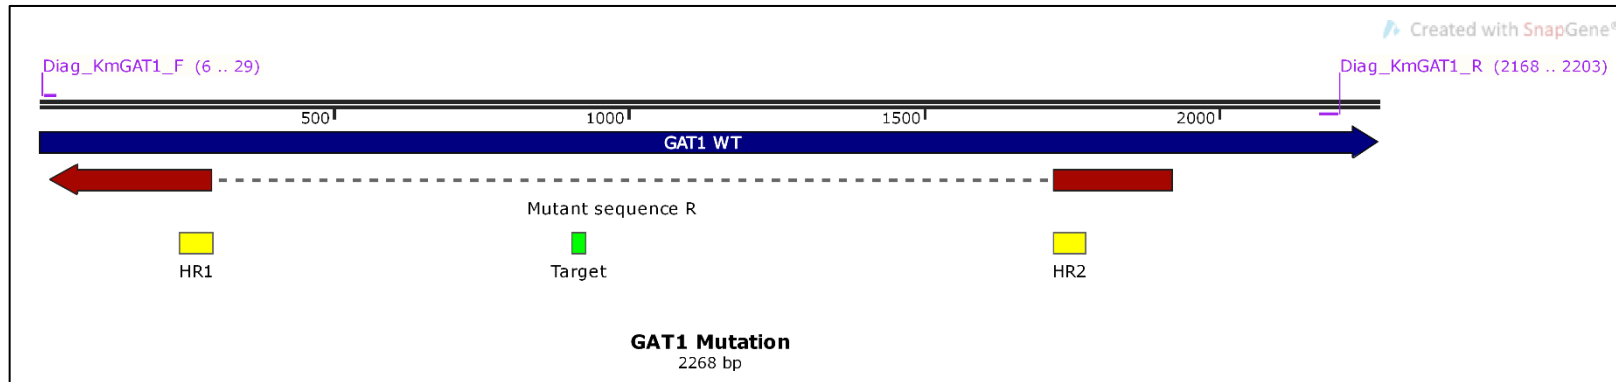 Created with SnapGene®
Diag_KmGAT1_F (6 .. 29)
Diag_KmGAT1_R (2168 .. 2203)
500
1000
1500
2000
GAT1 WT
Mutant sequence R
HR1
Target
HR2
GAT1 Mutation
2268 bp